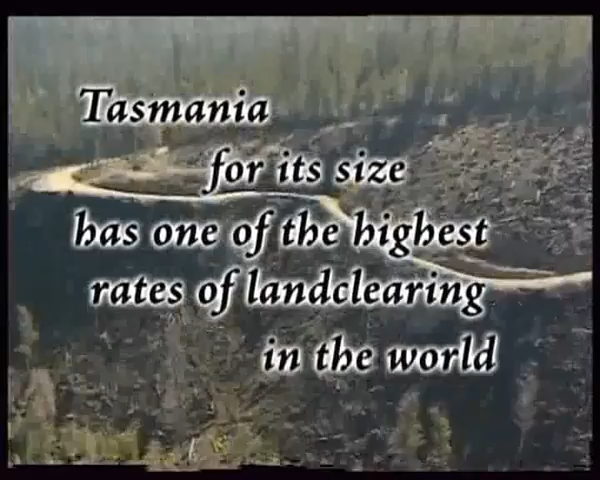 Tasmania
for its size
has one of the highest
rates of landclearing
in the world